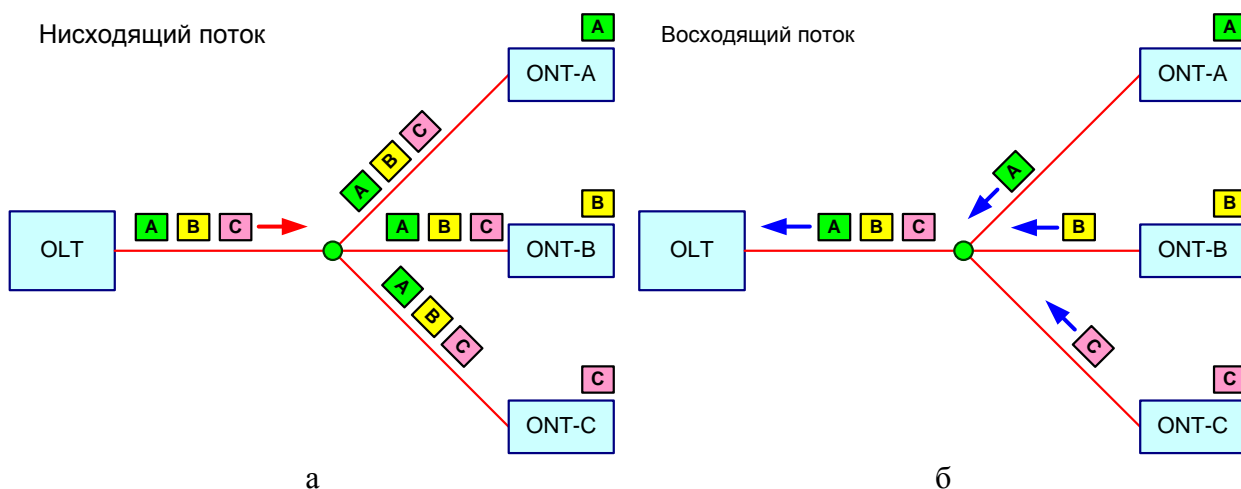 Нисходящий поток
A
ONT-A
A B C
OLT
A B C
A B C
B
ONT-B
A B C
C
ONT-C
а
Восходящий поток
A
ONT-A
A
OLT
A B C
B
B
ONT-B
C
C
ONT-C
б